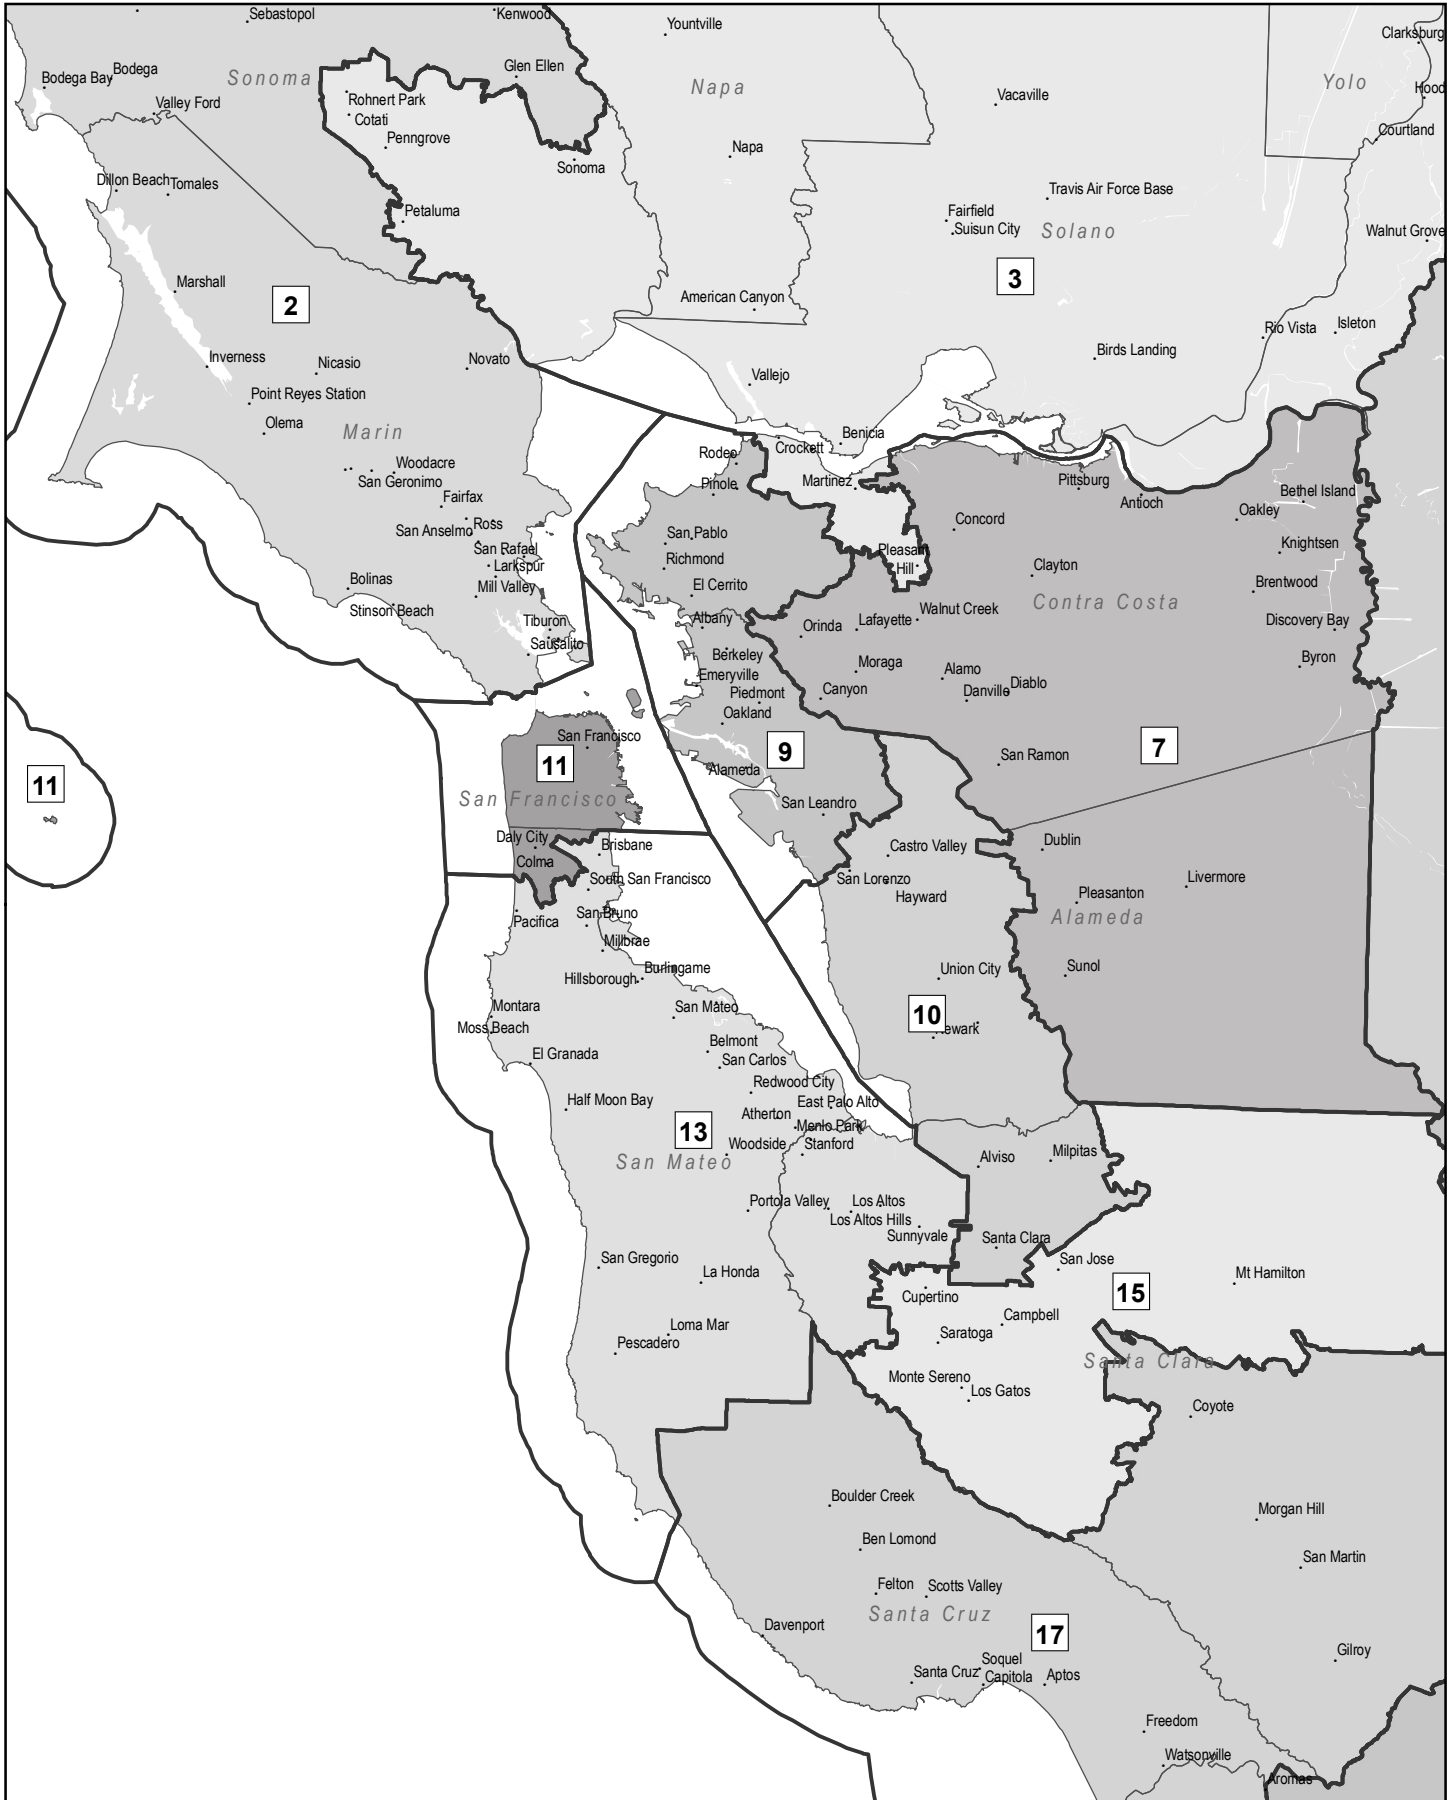 Sebastopol
Kenwood
Yountville
Clarksburg
Bodega Bay
Bodega
Sonoma
Glen Ellen
Napa
Yolo
Hood
Valley Ford
Rohnert Park
Cotati
Penngrove
Vacaville
Courtland
Napa
Sonoma
Dillon Beach
Tomales
Petaluma
Travis Air Force Base
Fairfield
Suisun City
Solano
Walnut Grove
Marshall
2
3
American Canyon
Rio Vista
Isleton
Inverness
Nicasio
Novato
Birds Landing
Vallejo
Point Reyes Station
Olema
Marin
Benicia
Crockett
Rodeo
Woodacre
San Geronimo
Pinole
Martinez
Pittsburg
Antioch
Bethel Island
Fairfax
Oakley
San Anselmo
Ross
San Pablo
Concord
Knightsen
San Rafael
Larkspur
Richmond
Pleasant
Hill
Clayton
Bolinas
Mill Valley
El Cerrito
Brentwood
Stinson Beach
Contra Costa
Tiburon
Albany
Orinda
Lafayette
Walnut Creek
Discovery Bay
Sausalito
Berkeley
Moraga
Alamo
Byron
Emeryville
Piedmont
Canyon
Danville
Diablo
Oakland
San Francisco
11
9
7
San Ramon
11
Alameda
San Francisco
San Leandro
Daly City
Brisbane
Castro Valley
Dublin
Colma
South San Francisco
San Lorenzo
Hayward
Livermore
Pleasanton
Pacifica
San Bruno
Alameda
Millbrae
Hillsborough
Burlingame
Union City
Sunol
Montara
San Mateo
10
Moss Beach
ewark
Belmont
El Granada
San Carlos
Redwood City
Half Moon Bay
East Palo Alto
Atherton
13
Menlo Park
Woodside
Stanford
San Mateo
Alviso
Milpitas
Portola Valley
Los Altos
Los Altos Hills
Sunnyvale
Santa Clara
San Gregorio
San Jose
La Honda
Mt Hamilton
Cupertino
15
Loma Mar
Campbell
Pescadero
Saratoga
Santa Clara
Monte Sereno
Los Gatos
Coyote
Boulder Creek
Morgan Hill
Ben Lomond
San Martin
Felton
Scotts Valley
Santa Cruz
Davenport
17
Gilroy
Soquel
Santa Cruz
Capitola
Aptos
Freedom
Watsonville
Aromas